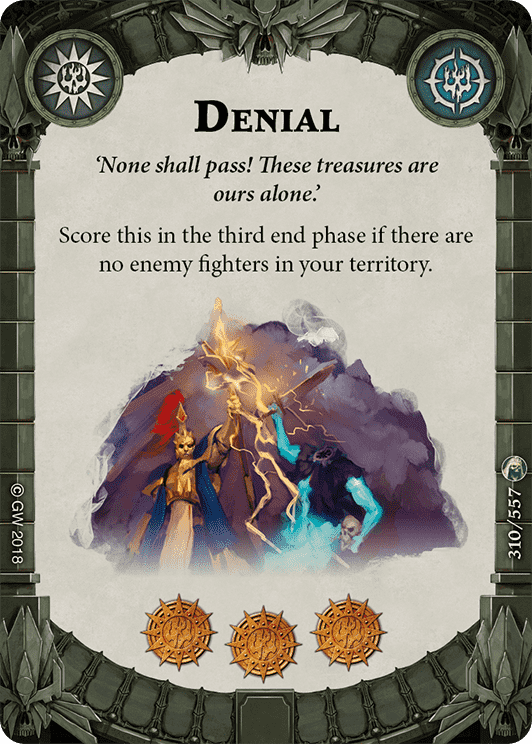 Denial
‘None shall pass! These treasures are
ours alone.’
Score this in the third end phase if there are
no enemy fighters in your territory.
©GW 2018
310/557